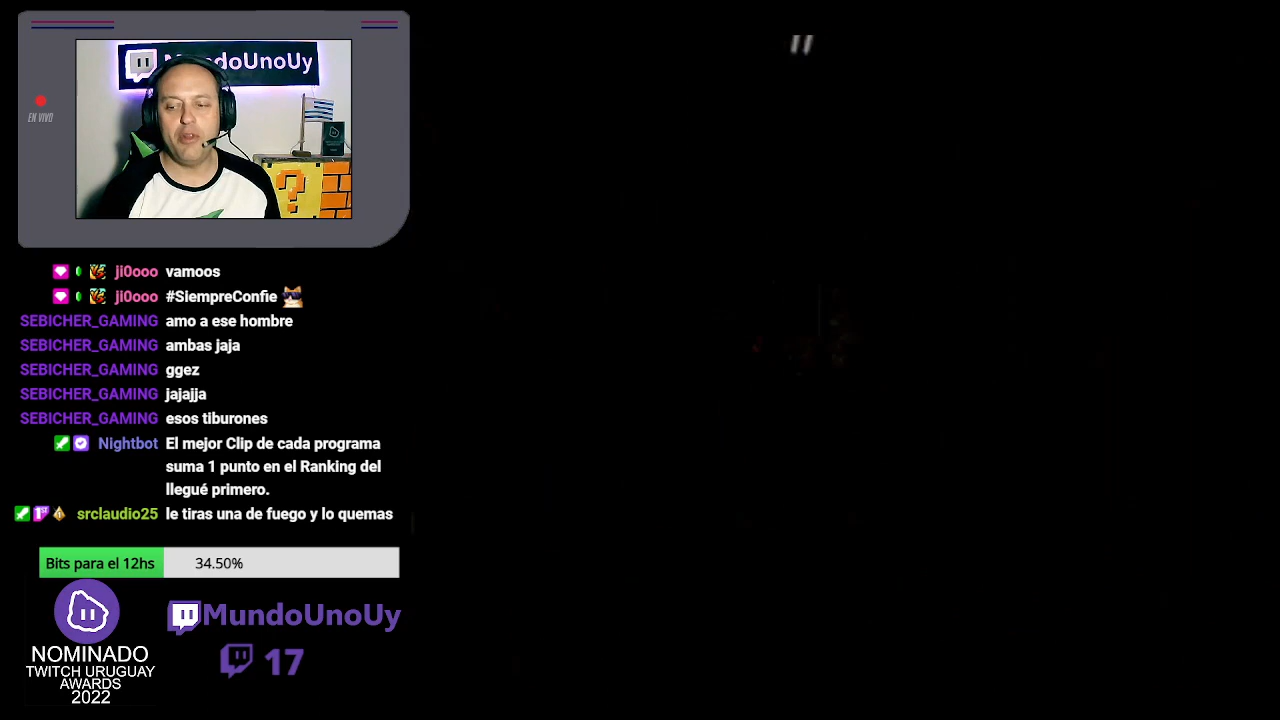 MundoUnoUy
EN VIVO
ji0ooo vamoos
ji0ooo #SIempreConfie
SEBICHER_GAMING amo a ese hombre
SEBICHER_GAMING ambas jaja
SEBICHER_GAMING ggez
SEBICHER_GAMING jajajja
SEBICHER_GAMING esos tiburones
Nightbot El mejor Clip de cada programa
suma 1 punto en el Ranking del
llegué primero.
srclaudio25 le tiras una de fuego y lo quemas
Bits para el 12hs 34.50%
MundoUnoUy
17
NOMINADO
TWITCH URUGUAY
AWARDS
2022